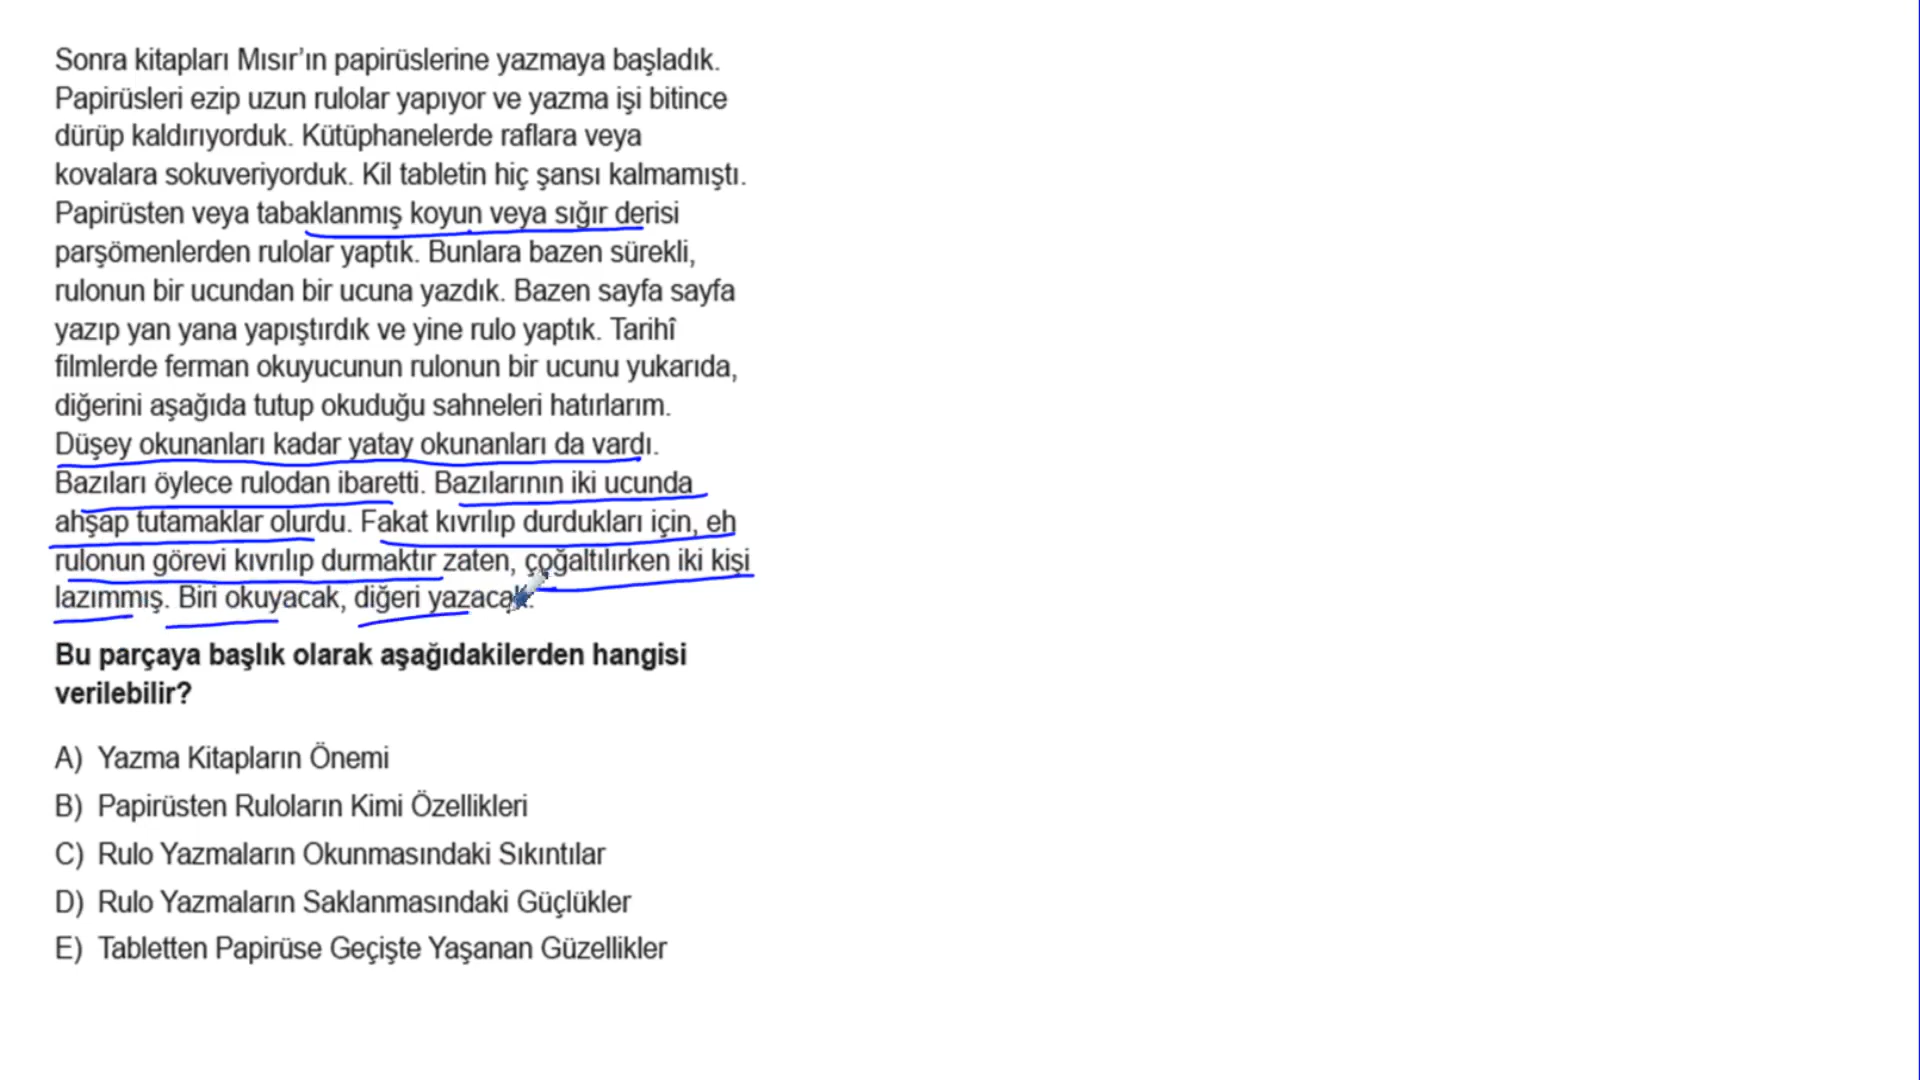 Sonra kitapları Mısır’ın papirüslerine yazmaya başladık.
Papirüsleri ezip uzun rulolar yapıyor ve yazma işi bitince
dürüp kaldırıyorduk. Kütüphanelerde raflara veya
kovalara sokuveriyorduk. Kil tabletin hiç şansı kalmamıştı.
Papirüsten veya tabaklanmış koyun veya sığır derisi
parşömenlerden rulolar yaptık. Bunlara bazen sürekli,
rulonun bir ucundan bir ucuna yazdık. Bazen sayfa sayfa
yazıp yan yana yapıştırdık ve yine rulo yaptık. Tarihî
filmlerde ferman okuyucunun rulonun bir ucunu yukarıda,
diğerini aşağıda tutup okuduğu sahneleri hatırlarım.
Düşey okunanları kadar yatay okunanları da vardı.
Bazıları öylece rulodan ibaretti. Bazılarının iki ucunda
ahşap tutamaklar olurdu. Fakat kıvrılıp durdukları için, eh
rulonun görevi kıvrılıp durmaktır zaten, çoğaltılırken iki kişi
lazımmış. Biri okuyacak, diğeri yazacak.
Bu parçaya başlık olarak aşağıdakilerden hangisi
verilebilir?
A) Yazma Kitapların Önemi
B) Papirüsten Ruloların Kimi Özellikleri
C) Rulo Yazmaların Okunmasındaki Sıkıntılar
D) Rulo Yazmaların Saklanmasındaki Güçlükler
E) Tabletten Papirüse Geçişte Yaşanan Güzellikler